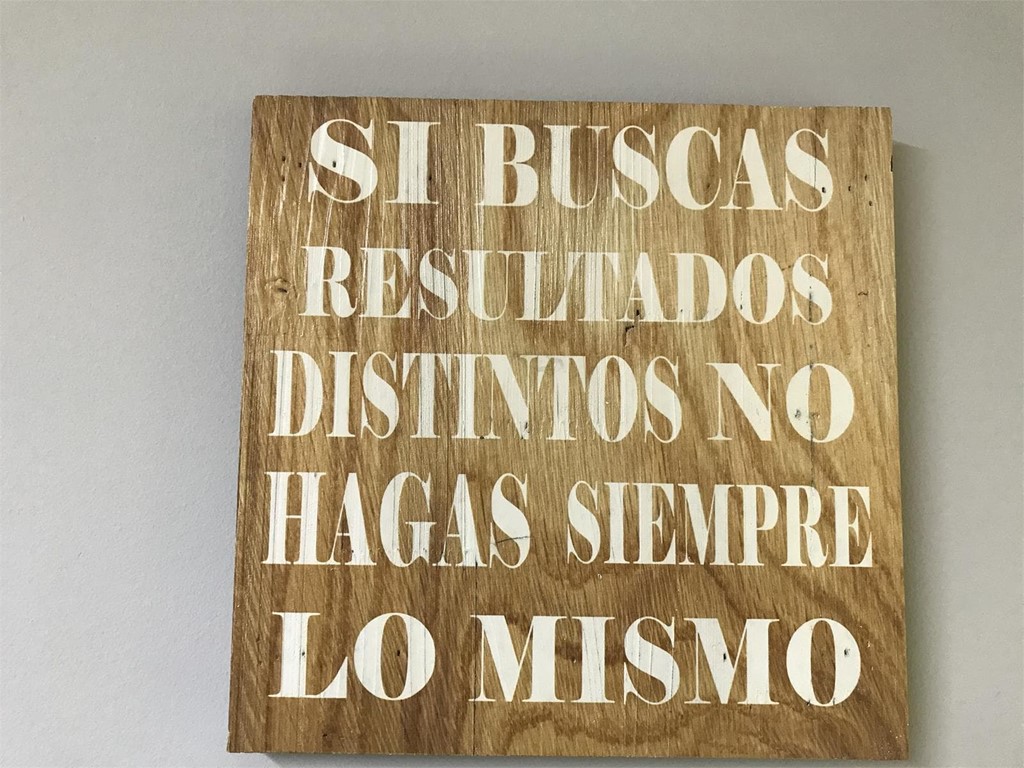 SI BUSCAS
RESULTADOS
DISTINTOS NO
HAGAS SIEMPRE
LO MISMO